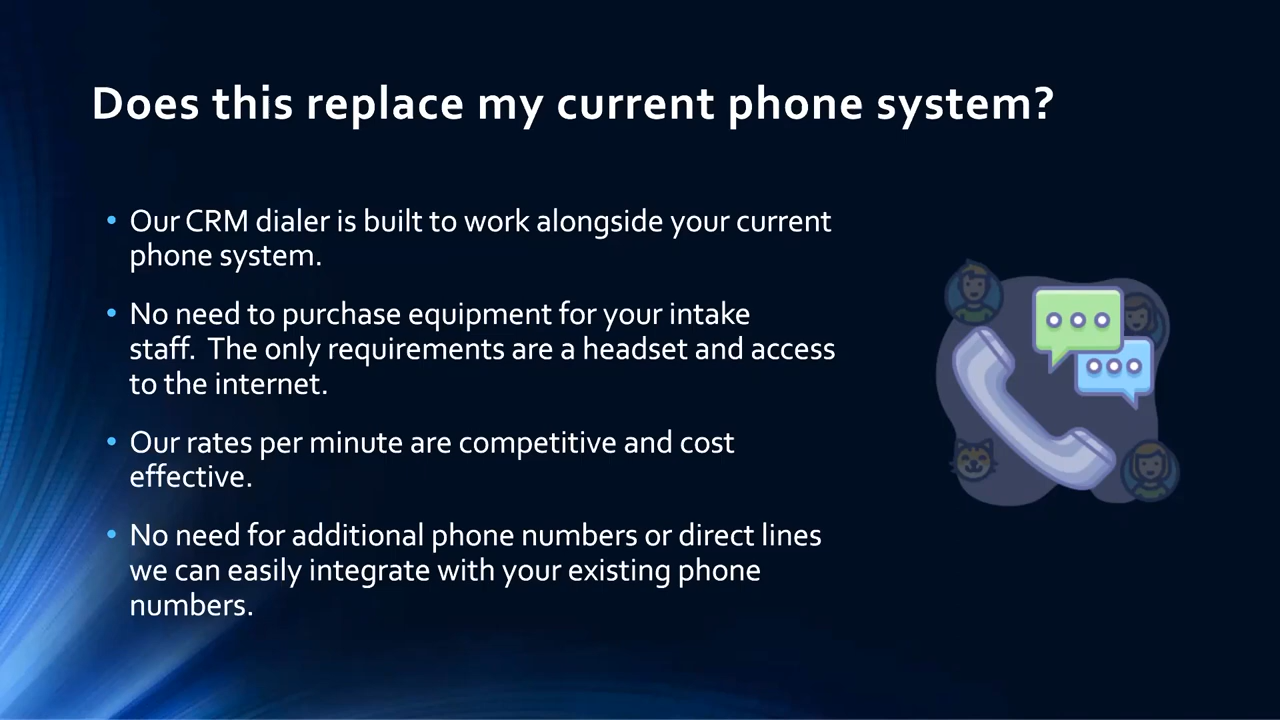 Does this replace my current phone system?
• Our CRM dialer is built to work alongside your current
phone system.
• No need to purchase equipment for your intake
staff.  The only requirements are a headset and access
to the internet.
• Our rates per minute are competitive and cost
effective.
• No need for additional phone numbers or direct lines
we can easily integrate with your existing phone
numbers.